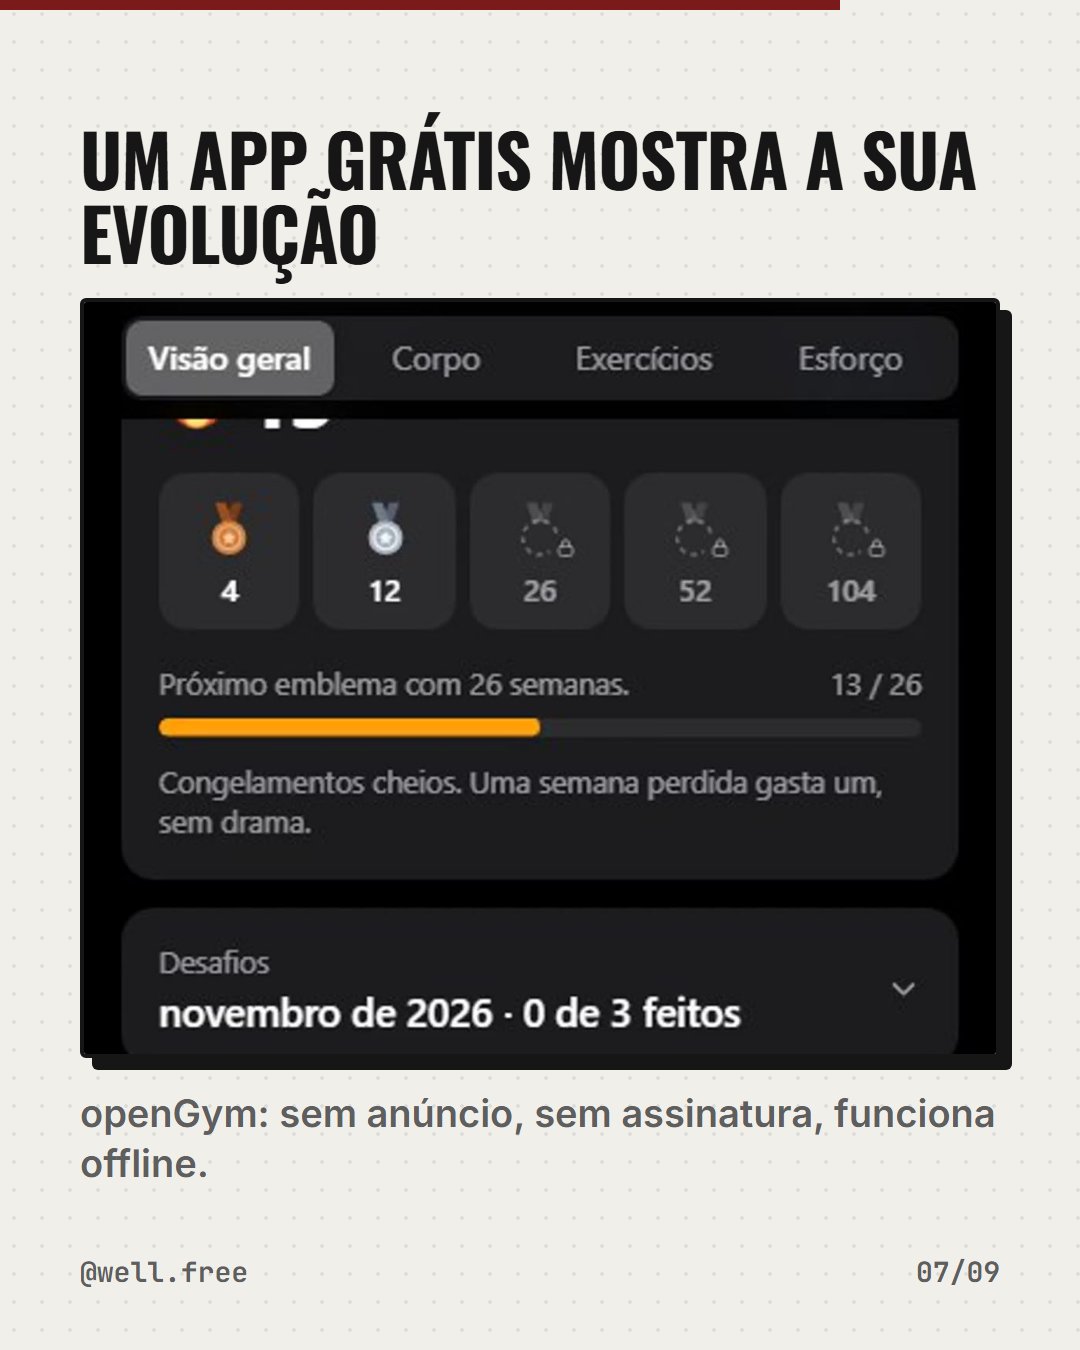 UM APP GRÁTIS MOSTRA A SUA
EVOLUÇÃO
Visão geral
Corpo
Exercícios
Esforço
4
12
26
52
104
Próximo emblema com 26 semanas.
13 / 26
Congelamentos cheios. Uma semana perdida gasta um,
sem drama.
Desafios
novembro de 2026 · 0 de 3 feitos
openGym: sem anúncio, sem assinatura, funciona
offline.
@well.free
07/09